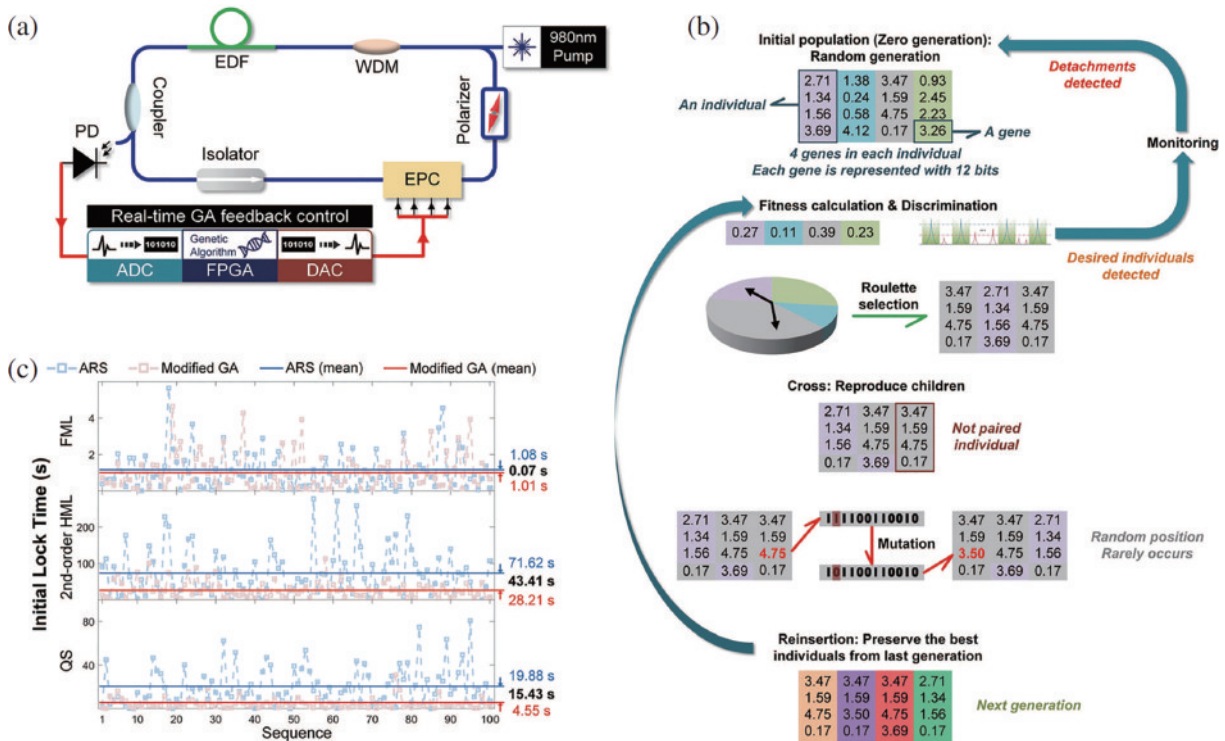 (a)
EDF
WDM
980nm
Pump
Coupler
Polarizer
PD
Isolator
EPC
Real-time GA feedback control
101010
Genetic
Algorithm
101010
ADC
FPGA
DAC
(b)
Initial population (Zero generation):
Random generation
2.71 1.38 3.47 0.93
1.34 0.24 1.59 2.45
1.56 0.58 4.75 2.23
3.69 4.12 0.17 3.26
An individual
A gene
4 genes in each individual
Each gene is represented with 12 bits
Detachments
detected
Monitoring
Fitness calculation & Discrimination
0.27 0.11 0.39 0.23
Desired individuals
detected
Roulette
selection
3.47 2.71 3.47
1.59 1.34 1.59
4.75 1.56 4.75
0.17 3.69 0.17
Cross: Reproduce children
2.71 3.47 3.47
1.34 1.59 1.59
1.56 4.75 4.75
0.17 3.69 0.17
Not paired
individual
2.71 3.47 3.47
1.34 1.59 1.59
1.56 4.75 4.75
0.17 3.69 0.17
111100110010
Mutation
101100110010
3.47 3.47 2.71
1.59 1.59 1.34
3.50 4.75 1.56
0.17 3.69 0.17
Random position
Rarely occurs
Reinsertion: Preserve the best
individuals from last generation
3.47 3.47 3.47 2.71
1.59 1.59 1.59 1.34
4.75 3.50 4.75 1.56
0.17 0.17 0.17 3.69
Next generation
(c)
ARS Modified GA ARS (mean) Modified GA (mean)
Initial Lock Time (s)
FML
4
2
1.08 s
0.07 s
1.01 s
2nd-order HML
200
100
71.62 s
43.41 s
28.21 s
QS
80
40
19.88 s
15.43 s
4.55 s
1 10 20 30 40 50 60 70 80 90 100
Sequence